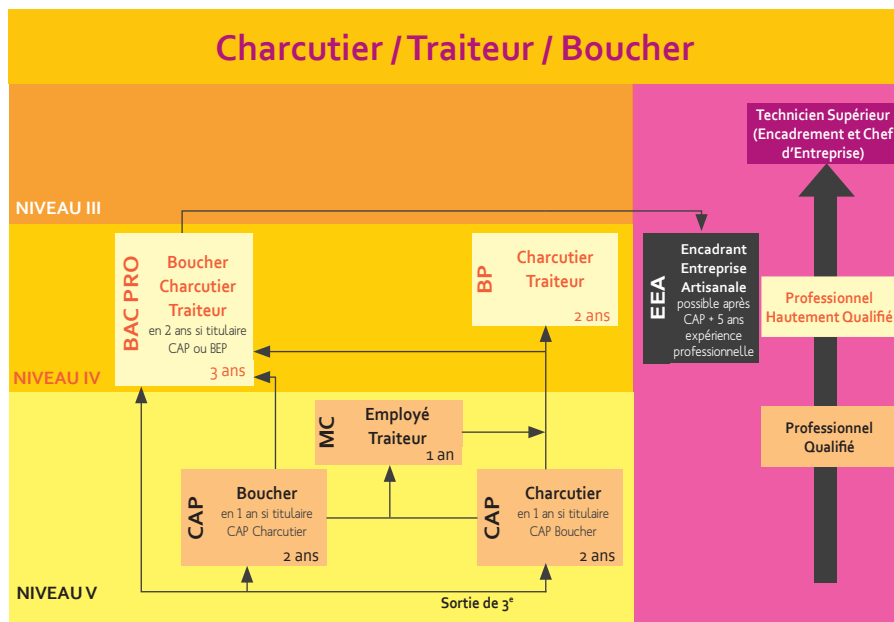 Charcutier / Traiteur / Boucher
Technicien Supérieur
(Encadrement et Chef
d'Entreprise)
NIVEAU III
BAC PRO
Boucher
Charcutier
Traiteur
en 2 ans si titulaire
CAP ou BEP
3 ans
BP
Charcutier
Traiteur
2 ans
EEA
Encadrant
Entreprise
Artisanale
possible après
CAP + 5 ans
expérience
professionnelle
Professionnel
Hautement Qualifié
NIVEAU IV
MC
Employé
Traiteur
1 an
Professionnel
Qualifié
CAP
Boucher
en 1 an si titulaire
CAP Charcutier
2 ans
CAP
Charcutier
en 1 an si titulaire
CAP Boucher
2 ans
NIVEAU V
Sortie de 3e